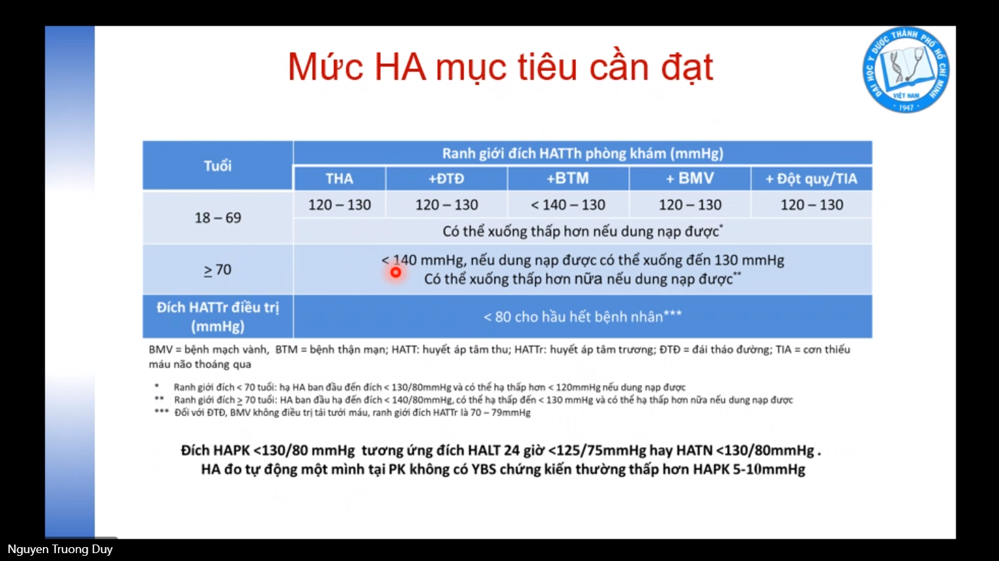 Mức HA mục tiêu cần đạt
ĐẠI HỌC Y DƯỢC THÀNH PHỐ HỒ CHÍ MINH
VIỆT NAM
1947
Tuổi
Ranh giới đích HATTh phòng khám (mmHg)
THA +ĐTĐ +BTM + BMV + Đột quỵ/TIA
18 – 69
120 – 130 120 – 130 < 140 – 130 120 – 130 120 – 130
Có thể xuống thấp hơn nếu dung nạp được*
≥ 70
< 140 mmHg, nếu dung nạp được có thể xuống đến 130 mmHg
Có thể xuống thấp hơn nữa nếu dung nạp được**
Đích HATTr điều trị
(mmHg)
< 80 cho hầu hết bệnh nhân***
BMV = bệnh mạch vành, BTM = bệnh thận mạn; HATT: huyết áp tâm thu; HATTr: huyết áp tâm trương; ĐTĐ = đái tháo đường; TIA = cơn thiếu
máu não thoáng qua
* Ranh giới đích < 70 tuổi: hạ HA ban đầu đến đích < 130/80mmHg và có thể hạ thấp hơn < 120mmHg nếu dung nạp được
** Ranh giới đích ≥ 70 tuổi: HA ban đầu hạ đến đích < 140/80mmHg, có thể hạ thấp đến < 130 mmHg và có thể hạ thấp hơn nữa nếu dung nạp được
*** Đối với ĐTĐ, BMV không điều trị tái tưới máu, ranh giới đích HATTr là 70 – 79mmHg
Đích HAPK <130/80 mmHg tương ứng đích HALT 24 giờ <125/75mmHg hay HATN <130/80mmHg .
HA đo tự động một mình tại PK không có YBS chứng kiến thường thấp hơn HAPK 5-10mmHg
Nguyen Truong Duy